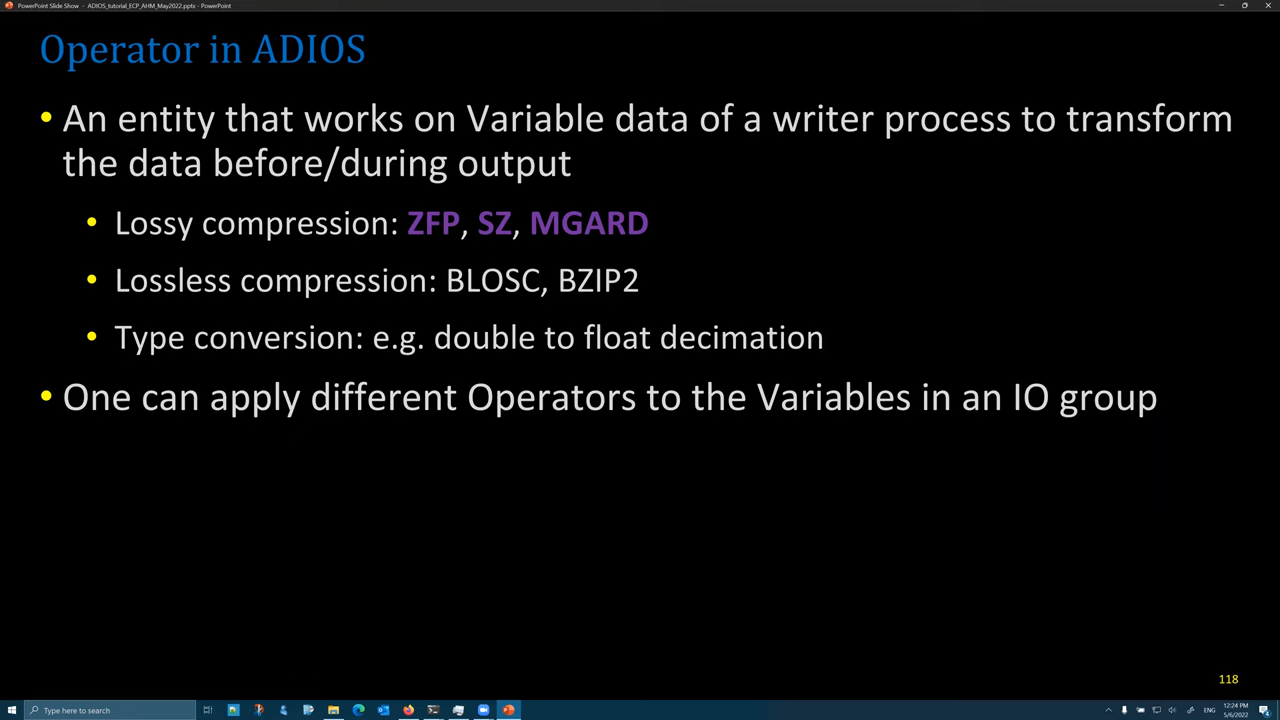 PowerPoint Slide Show - ADIOS_tutorial_ECP_AHM_May2022.pptx - PowerPoint
Operator in ADIOS
• An entity that works on Variable data of a writer process to transform
the data before/during output
• Lossy compression: ZFP, SZ, MGARD
• Lossless compression: BLOSC, BZIP2
• Type conversion: e.g. double to float decimation
• One can apply different Operators to the Variables in an IO group
118
Type here to search
ENG
12:24 PM
5/6/2022